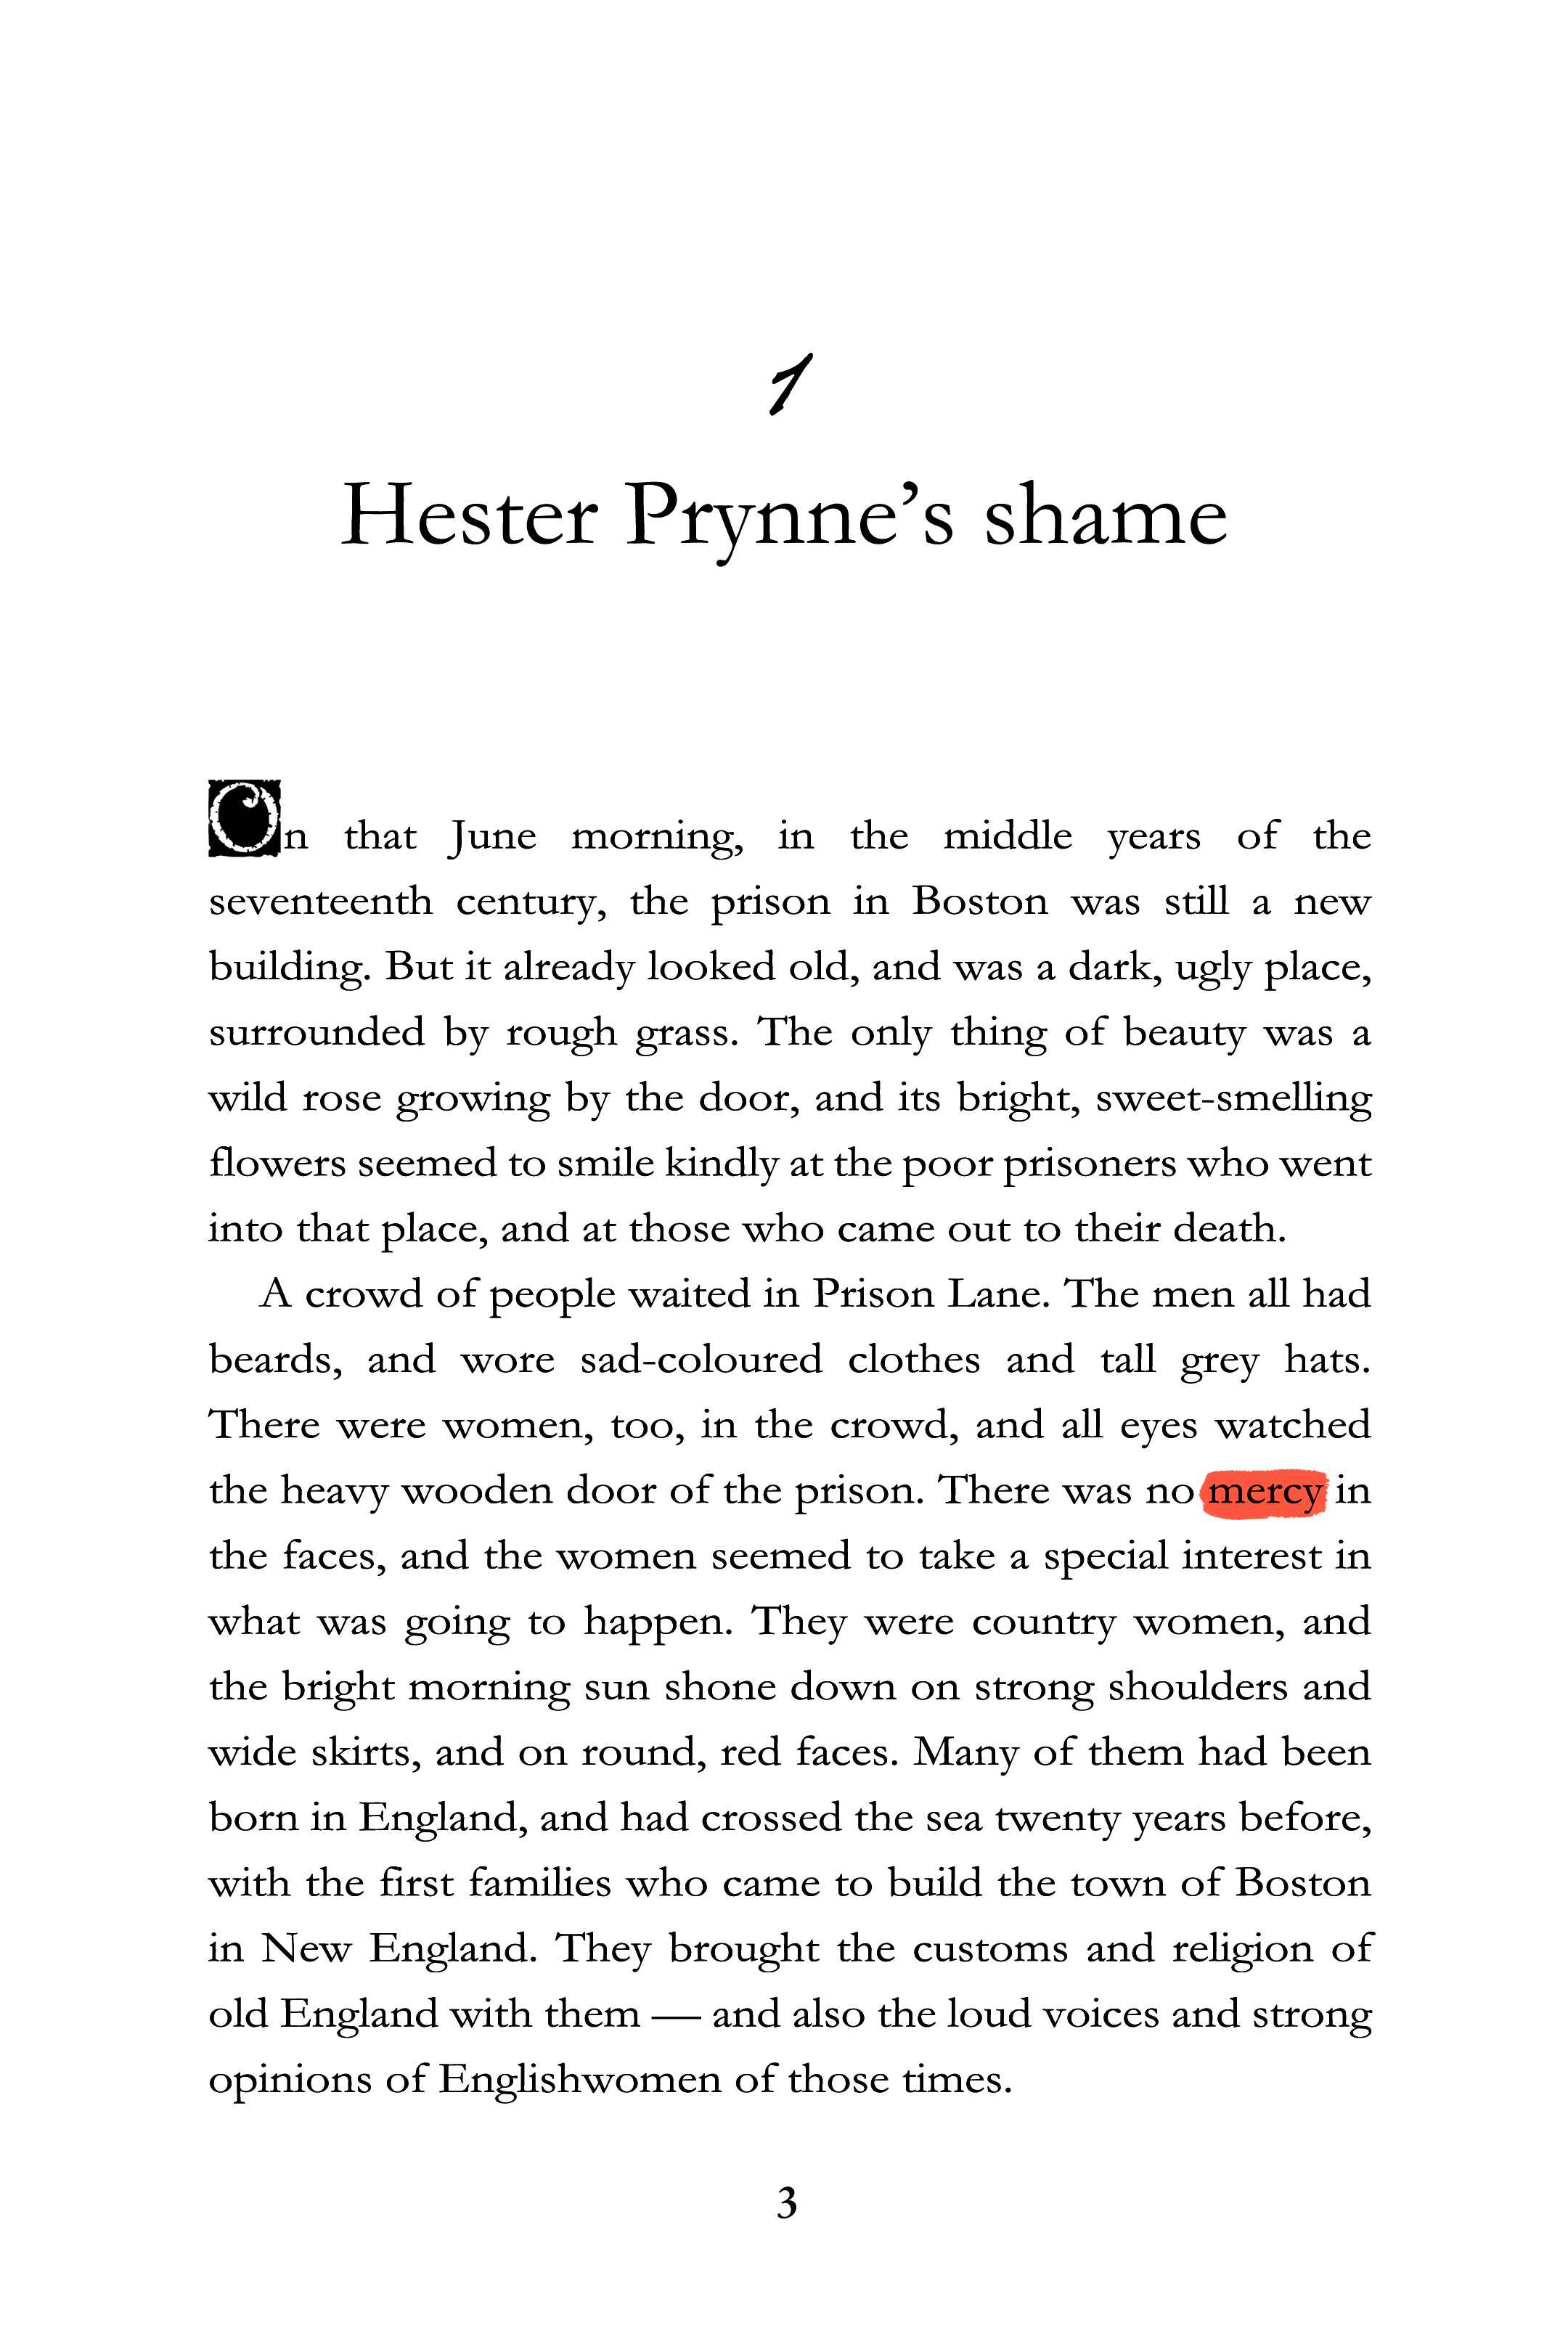 1
Hester Prynne’s shame
On that June morning, in the middle years of the
seventeenth century, the prison in Boston was still a new
building. But it already looked old, and was a dark, ugly place,
surrounded by rough grass. The only thing of beauty was a
wild rose growing by the door, and its bright, sweet-smelling
flowers seemed to smile kindly at the poor prisoners who went
into that place, and at those who came out to their death.
A crowd of people waited in Prison Lane. The men all had
beards, and wore sad-coloured clothes and tall grey hats.
There were women, too, in the crowd, and all eyes watched
the heavy wooden door of the prison. There was no mercy in
the faces, and the women seemed to take a special interest in
what was going to happen. They were country women, and
the bright morning sun shone down on strong shoulders and
wide skirts, and on round, red faces. Many of them had been
born in England, and had crossed the sea twenty years before,
with the first families who came to build the town of Boston
in New England. They brought the customs and religion of
old England with them — and also the loud voices and strong
opinions of Englishwomen of those times.
3